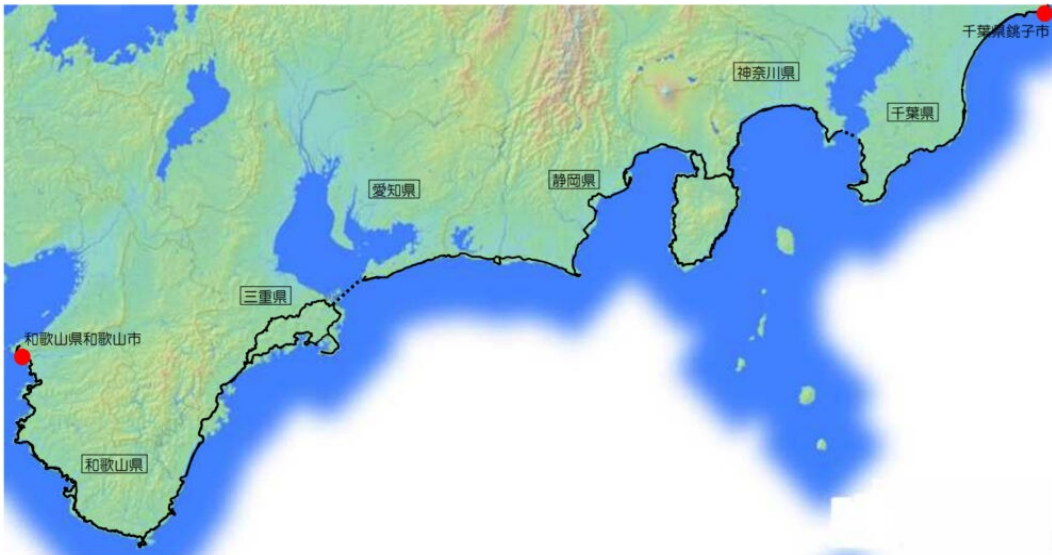 千葉県銚子市
神奈川県
千葉県
静岡県
愛知県
三重県
和歌山県和歌山市
和歌山県